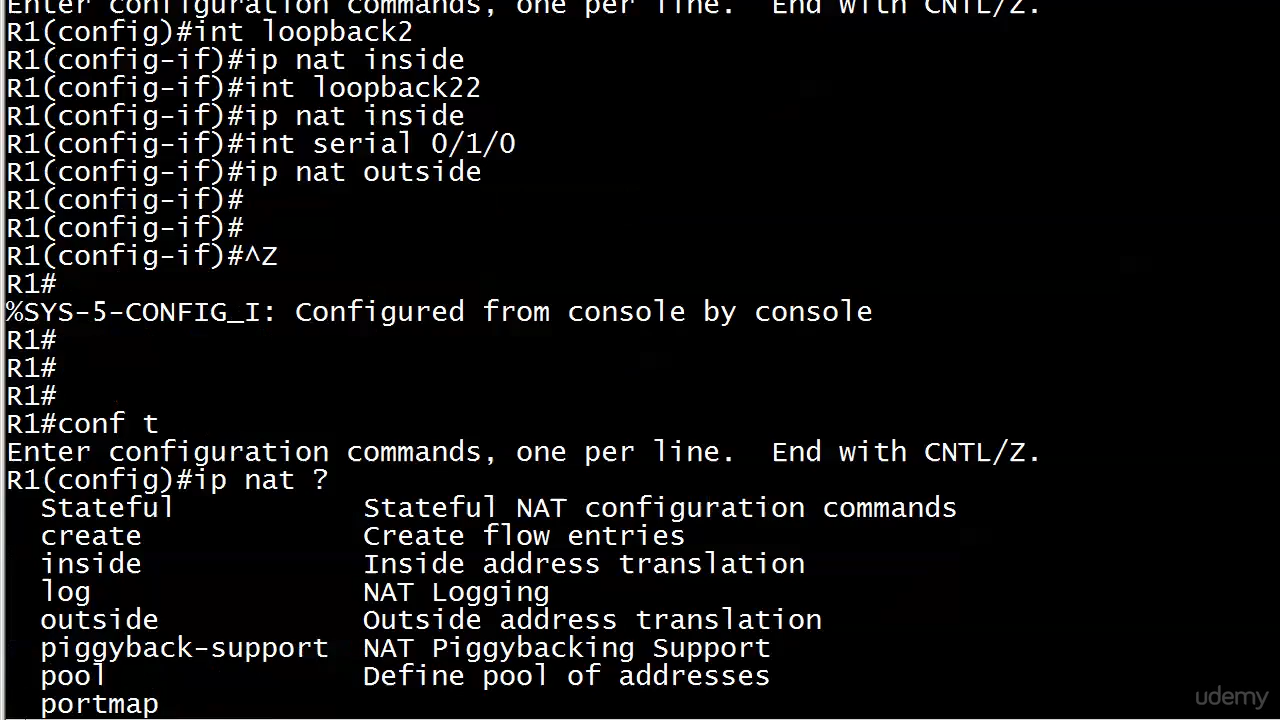 Enter configuration commands, one per line.  End with CNTL/Z.
R1(config)#int loopback2
R1(config-if)#ip nat inside
R1(config-if)#int loopback22
R1(config-if)#ip nat inside
R1(config-if)#int serial 0/1/0
R1(config-if)#ip nat outside
R1(config-if)#
R1(config-if)#
R1(config-if)#^Z
R1#
%SYS-5-CONFIG_I: Configured from console by console
R1#
R1#
R1#
R1#conf t
Enter configuration commands, one per line.  End with CNTL/Z.
R1(config)#ip nat ?
  Stateful           Stateful NAT configuration commands
  create             Create flow entries
  inside             Inside address translation
  log                NAT Logging
  outside            Outside address translation
  piggyback-support  NAT Piggybacking Support
  pool               Define pool of addresses
  portmap
udemy